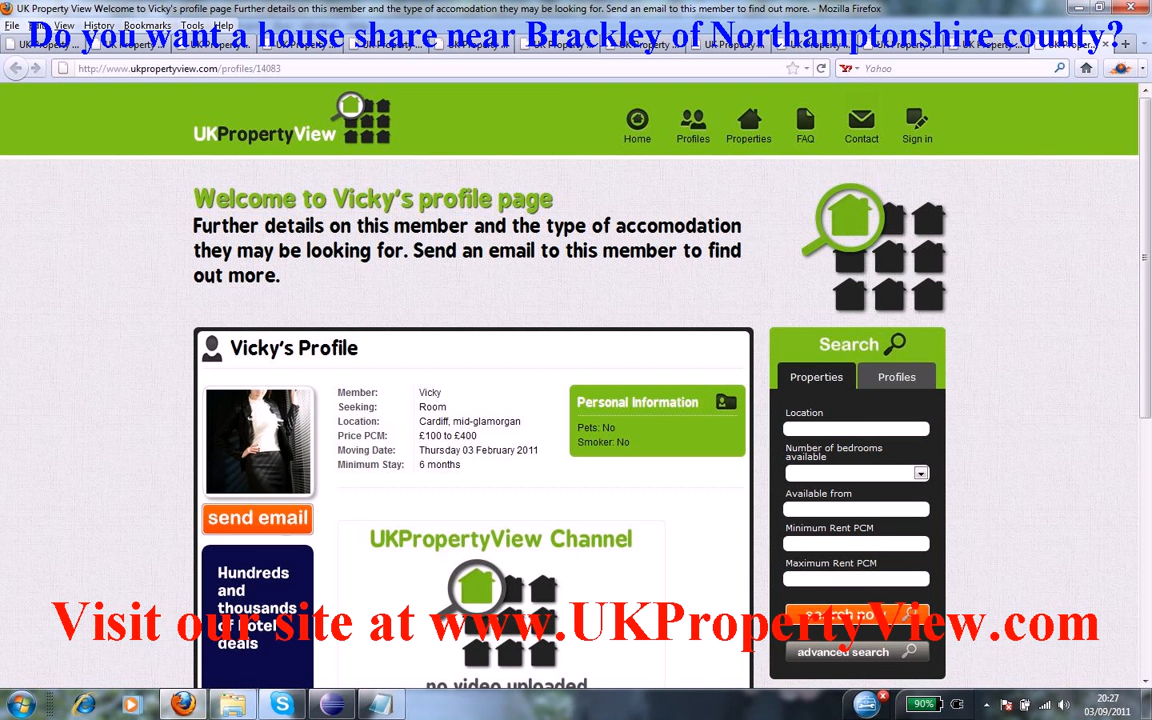 UK Property View Welcome to Vicky's profile page Further details on this member and the type of accomodation they may be looking for. Send an email to this member to find out more. - Mozilla Firefox
File Edit View History Bookmarks Tools Help
Do you want a house share near Brackley of Northamptonshire county?
http://www.ukpropertyview.com/profiles/14083
Yahoo
UKPropertyView
Home Profiles Properties FAQ Contact Sign in
Welcome to Vicky's profile page
Further details on this member and the type of accomodation
they may be looking for. Send an email to this member to find
out more.
Vicky's Profile
Member: Vicky
Seeking: Room
Location: Cardiff, mid-glamorgan
Price PCM: £100 to £400
Moving Date: Thursday 03 February 2011
Minimum Stay: 6 months
Personal Information
Pets: No
Smoker: No
send email
Hundreds
and
thousands
of hotel
deals
UKPropertyView Channel
no video uploaded
Search
Properties Profiles
Location
Number of bedrooms
available
Available from
Minimum Rent PCM
Maximum Rent PCM
search now
advanced search
Visit our site at www.UKPropertyView.com
90%
20:27
03/09/2011